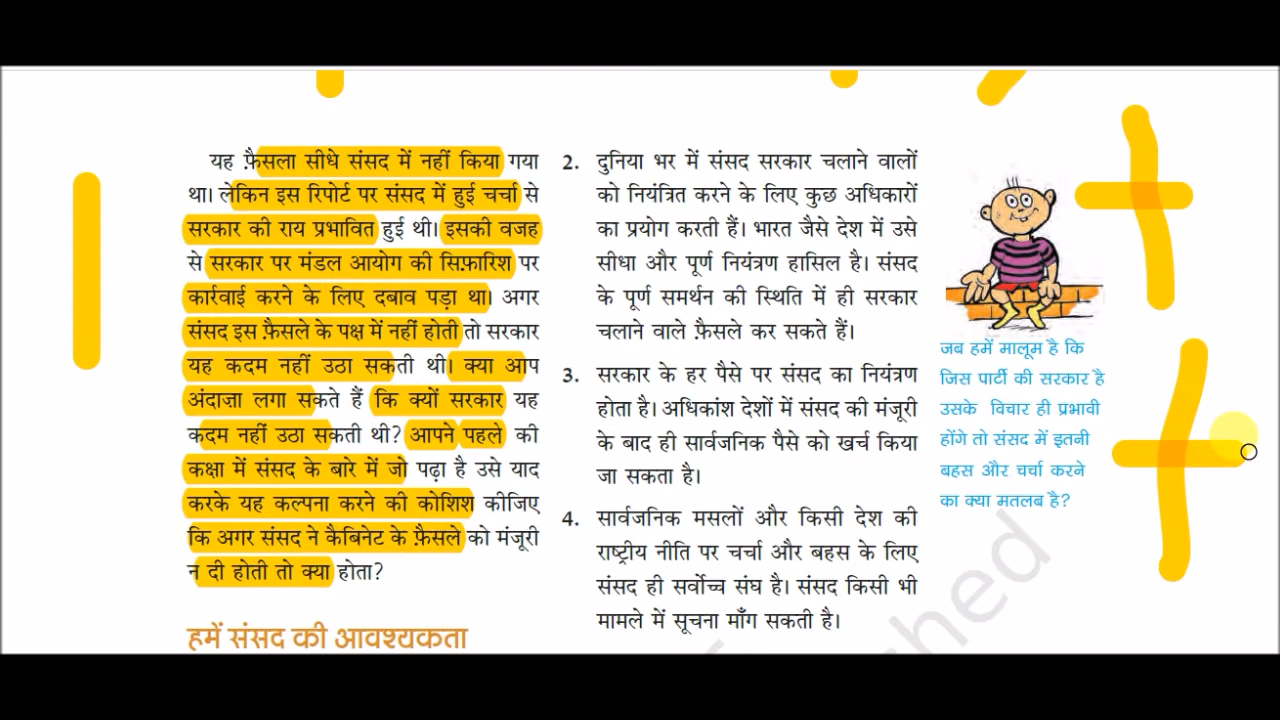 यह फ़ैसला सीधे संसद में नहीं किया गया
था। लेकिन इस रिपोर्ट पर संसद में हुई चर्चा से
सरकार की राय प्रभावित हुई थी। इसकी वजह
से सरकार पर मंडल आयोग की सिफ़ारिश पर
कार्रवाई करने के लिए दबाव पड़ा था। अगर
संसद इस फ़ैसले के पक्ष में नहीं होती तो सरकार
यह कदम नहीं उठा सकती थी। क्या आप
अंदाजा लगा सकते हैं कि क्यों सरकार यह
कदम नहीं उठा सकती थी? आपने पहले की
कक्षा में संसद के बारे में जो पढ़ा है उसे याद
करके यह कल्पना करने की कोशिश कीजिए
कि अगर संसद ने कैबिनेट के फ़ैसले को मंजूरी
न दी होती तो क्या होता?
हमें संसद की आवश्यकता
2. दुनिया भर में संसद सरकार चलाने वालों
को नियंत्रित करने के लिए कुछ अधिकारों
का प्रयोग करती हैं। भारत जैसे देश में उसे
सीधा और पूर्ण नियंत्रण हासिल है। संसद
के पूर्ण समर्थन की स्थिति में ही सरकार
चलाने वाले फ़ैसले कर सकते हैं।
3. सरकार के हर पैसे पर संसद का नियंत्रण
होता है। अधिकांश देशों में संसद की मंजूरी
के बाद ही सार्वजनिक पैसे को खर्च किया
जा सकता है।
4. सार्वजनिक मसलों और किसी देश की
राष्ट्रीय नीति पर चर्चा और बहस के लिए
संसद ही सर्वोच्च संघ है। संसद किसी भी
मामले में सूचना माँग सकती है।
जब हमें मालूम है कि
जिस पार्टी की सरकार है
उसके विचार ही प्रभावी
होंगे तो संसद में इतनी
बहस और चर्चा करने
का क्या मतलब है?